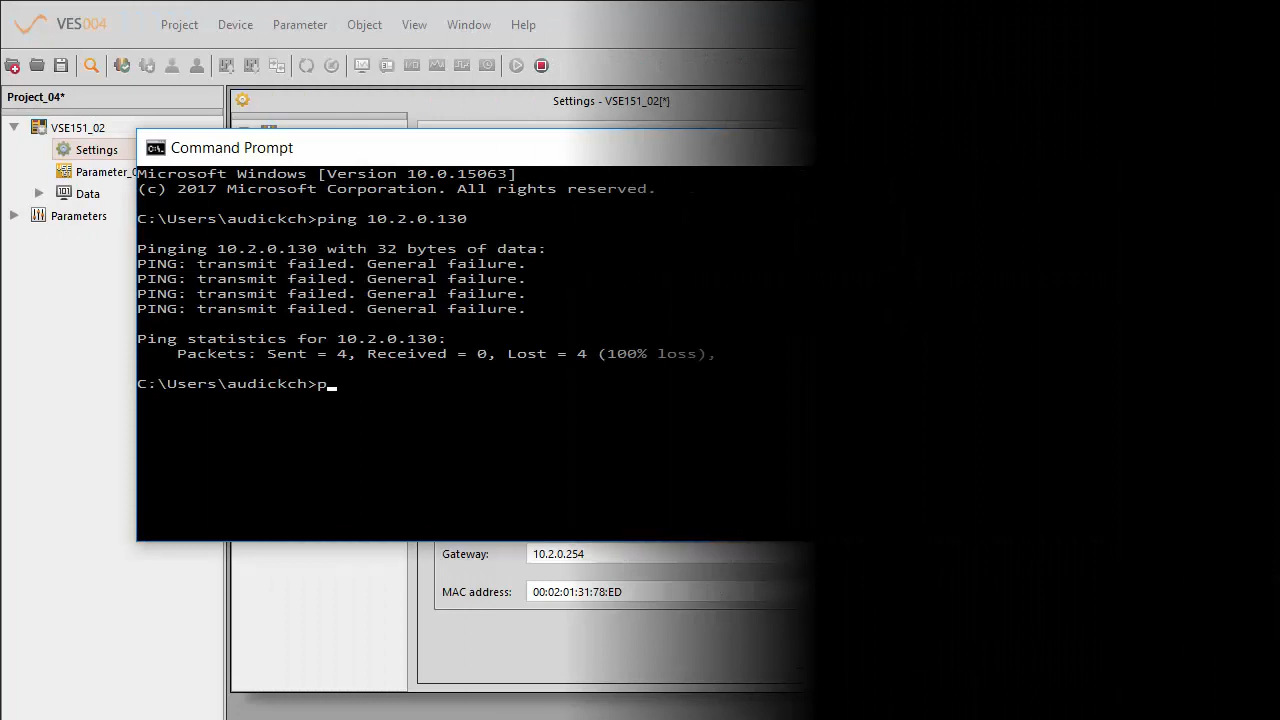 VES004 Project Device Parameter Object View Window Help
Project_04*
Settings - VSE151_02[*]
VSE151_02
Settings
Data
Parameters
Command Prompt
Microsoft Windows [Version 10.0.15063]
(c) 2017 Microsoft Corporation. All rights reserved.
C:\Users\audickch>ping 10.2.0.130
Pinging 10.2.0.130 with 32 bytes of data:
PING: transmit failed. General failure.
PING: transmit failed. General failure.
PING: transmit failed. General failure.
PING: transmit failed. General failure.
Ping statistics for 10.2.0.130:
Packets: Sent = 4, Received = 0, Lost = 4 (100% loss),
C:\Users\audickch>p_
Gateway: 10.2.0.254
MAC address: 00:02:01:31:78:ED